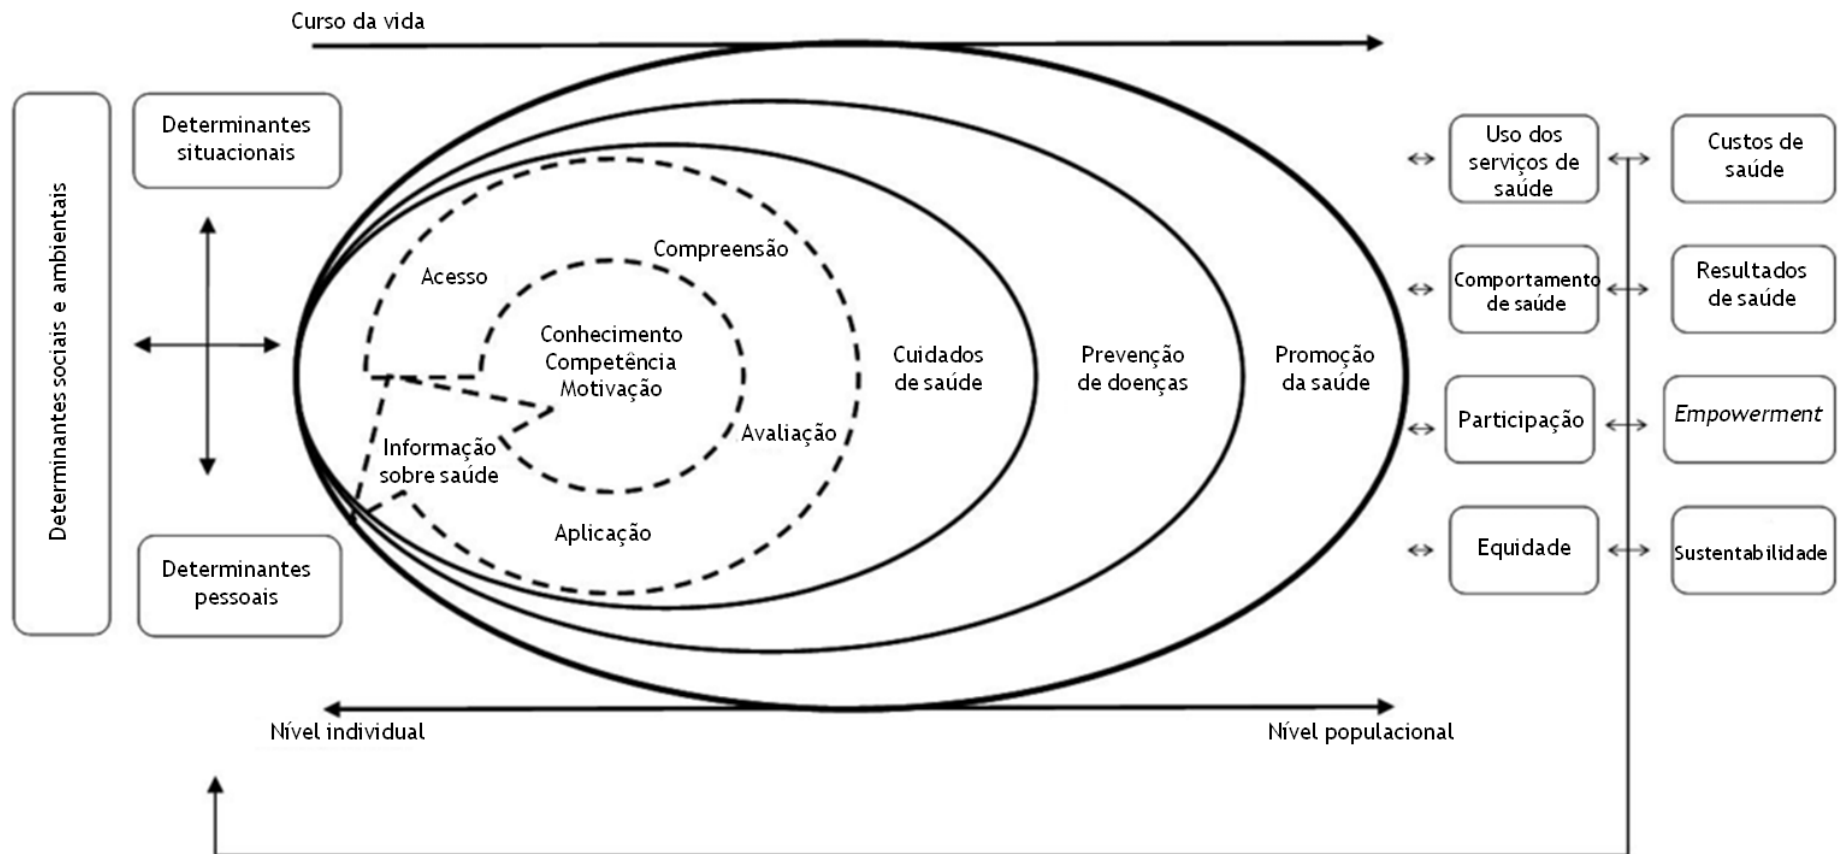 Curso da vida
Determinantes sociais e ambientais
Determinantes
situacionais
Determinantes
pessoais
Acesso
Compreensão
Conhecimento
Competência
Motivação
Avaliação
Informação
sobre saúde
Aplicação
Cuidados
de saúde
Prevenção
de doenças
Promoção
da saúde
Uso dos
serviços de
saúde
Custos de
saúde
Comportamento
de saúde
Resultados
de saúde
Participação
Empowerment
Equidade
Sustentabilidade
Nível individual
Nível populacional